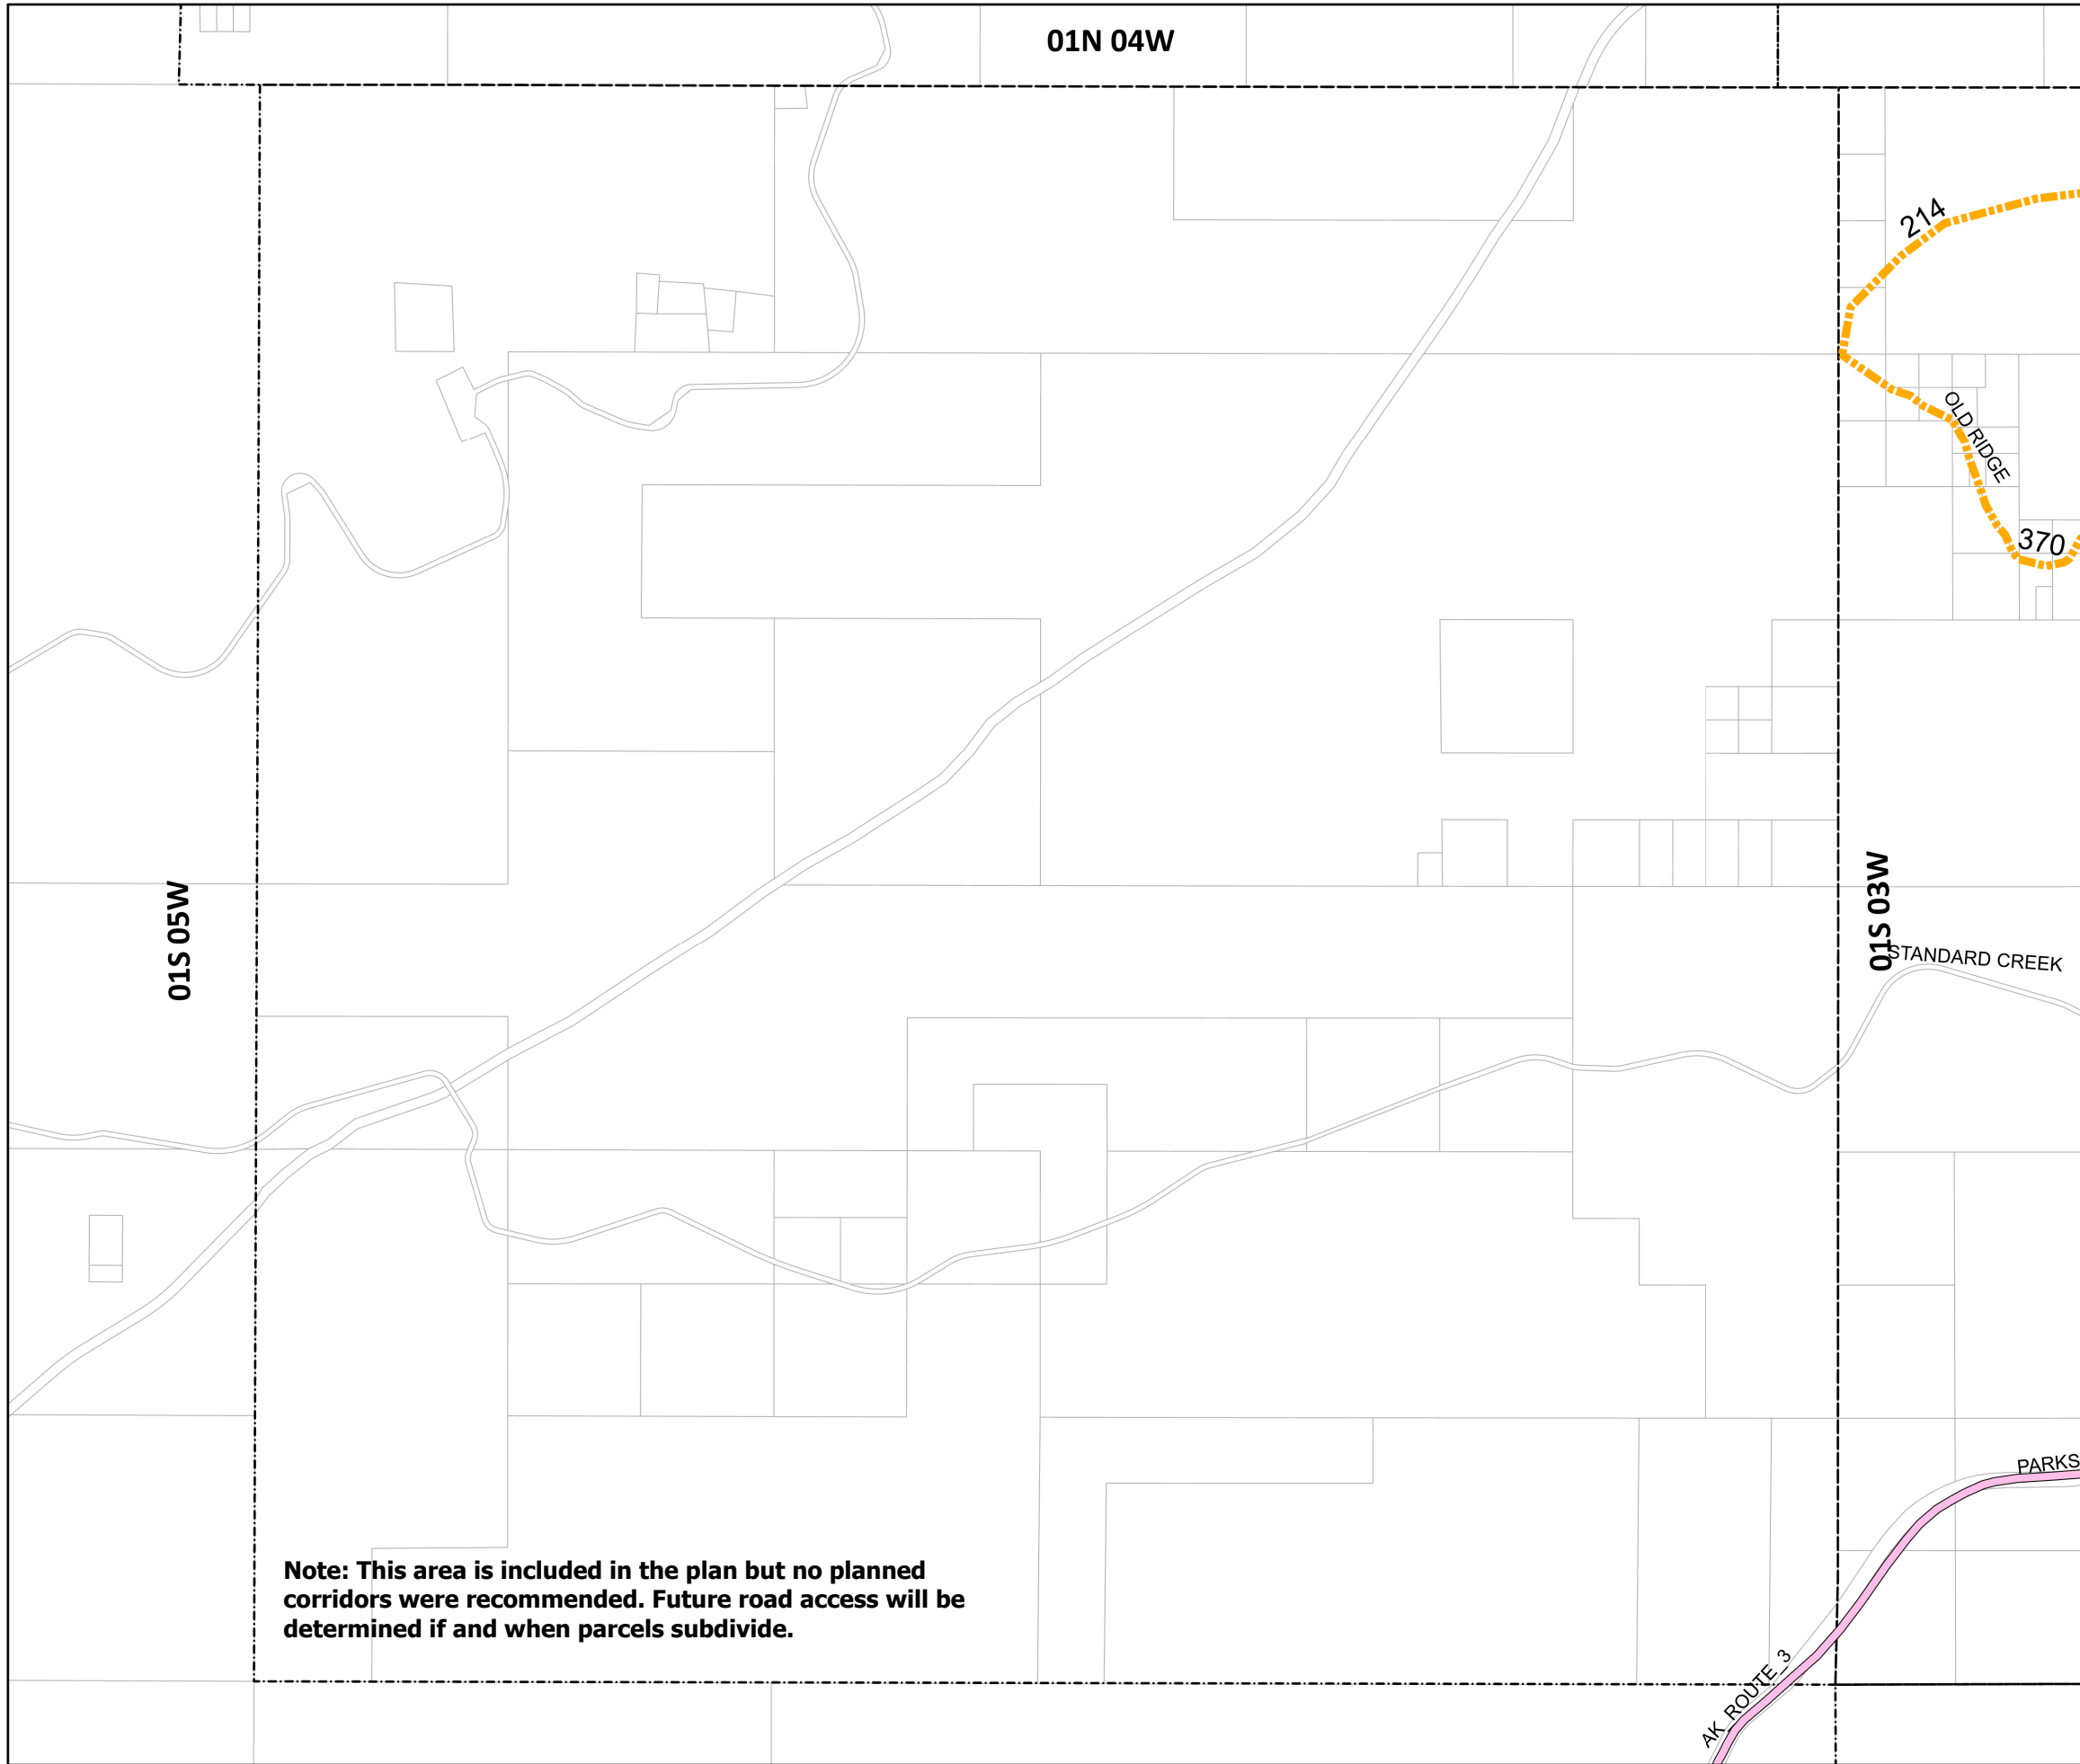 01N 04W
214
OLD RIDGE
370
01S 05W
01S 03W
STANDARD CREEK
PARKS
Note: This area is included in the plan but no planned
corridors were recommended. Future road access will be
determined if and when parcels subdivide.
AK_ROUTE_3